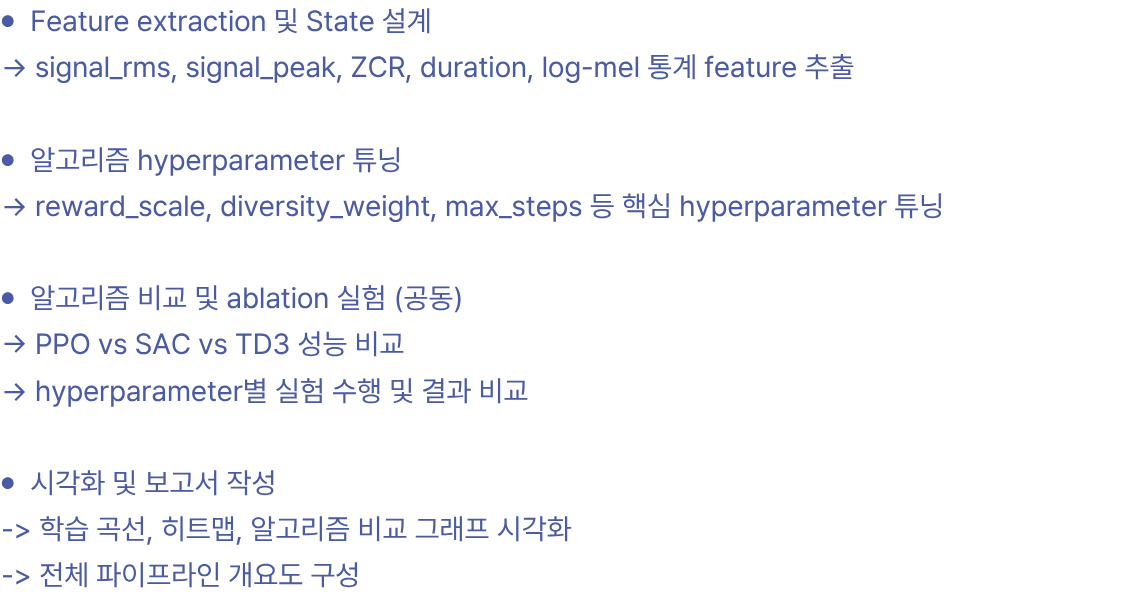 • Feature extraction 및 State 설계
→ signal_rms, signal_peak, ZCR, duration, log-mel 통계 feature 추출
• 알고리즘 hyperparameter 튜닝
→ reward_scale, diversity_weight, max_steps 등 핵심 hyperparameter 튜닝
• 알고리즘 비교 및 ablation 실험 (공동)
→ PPO vs SAC vs TD3 성능 비교
→ hyperparameter별 실험 수행 및 결과 비교
• 시각화 및 보고서 작성
-> 학습 곡선, 히트맵, 알고리즘 비교 그래프 시각화
-> 전체 파이프라인 개요도 구성